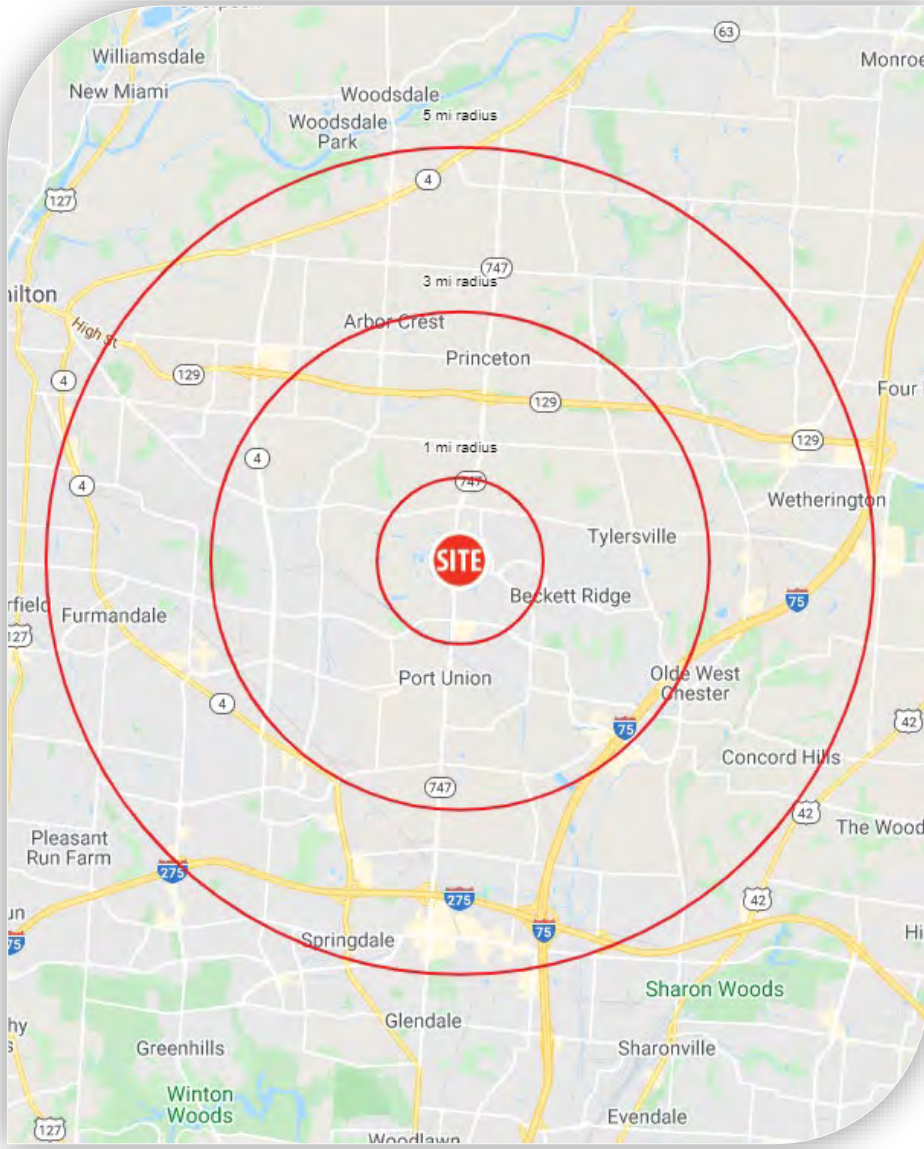 63
Williamsdale
Monroe
New Miami
Woodsdale
Woodsdale
Park
5 mi radius
4
127
747
3 mi radius
ilton
High St
Arbor Crest
Princeton
129
4
129
Four
129
1 mi radius
4
747
4
Wetherington
Tylersville
SITE
Beckett Ridge
75
rfield
Furmandale
127
Port Union
Olde West
Chester
4
75
42
Concord Hills
747
42
The Wood
Pleasant
Run Farm
275
275
42
un
75
Springdale
75
Hi
Sharon Woods
Glendale
hy
s
Greenhills
Sharonville
Winton
Woods
Evendale
127
Woodlawn